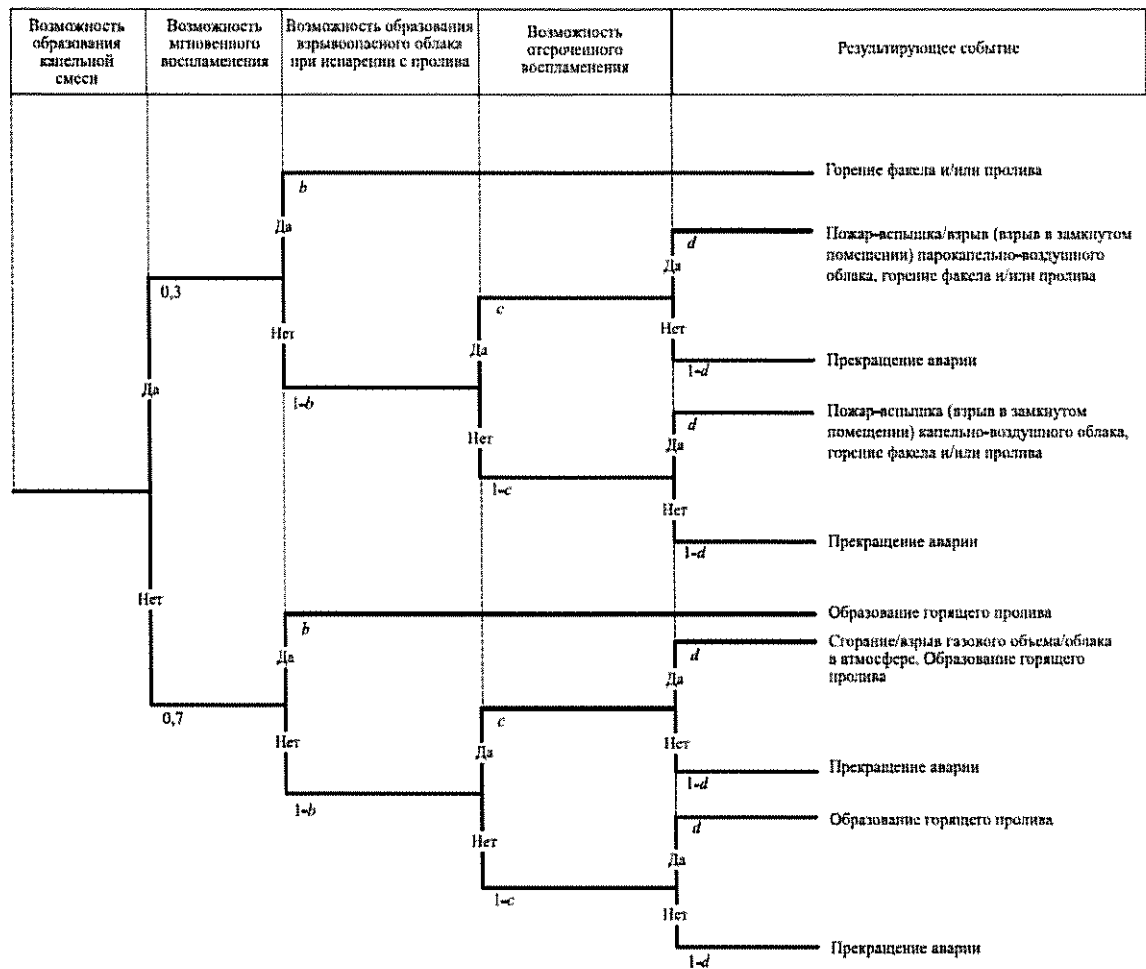 Возможность
образования
капельной
смеси
Возможность
мгновенного
воспламенения
Возможность образования
взрывоопасного облака
при испарении с пролива
Возможность
отсроченного
воспламенения
Результирующее событие
b
Горение факела и/или пролива
Да
d
Пожар-вспышка/взрыв (взрыв в замкнутом
помещении) парокапельно-воздушного
облака, горение факела и/или пролива
Да
0,3
c
Нет
Нет
Да
1-d
Прекращение аварии
Да
1-b
d
Пожар-вспышка (взрыв в замкнутом
помещении) капельно-воздушного облака,
горение факела и/или пролива
Нет
Да
1-c
Нет
1-d
Прекращение аварии
Нет
b
Образование горящего пролива
Да
d
Сгорание/взрыв газового объема/облака
в атмосфере. Образование горящего
пролива
Да
0,7
c
Нет
Нет
Да
1-d
Прекращение аварии
1-b
d
Образование горящего пролива
Нет
Да
1-c
Нет
1-d
Прекращение аварии